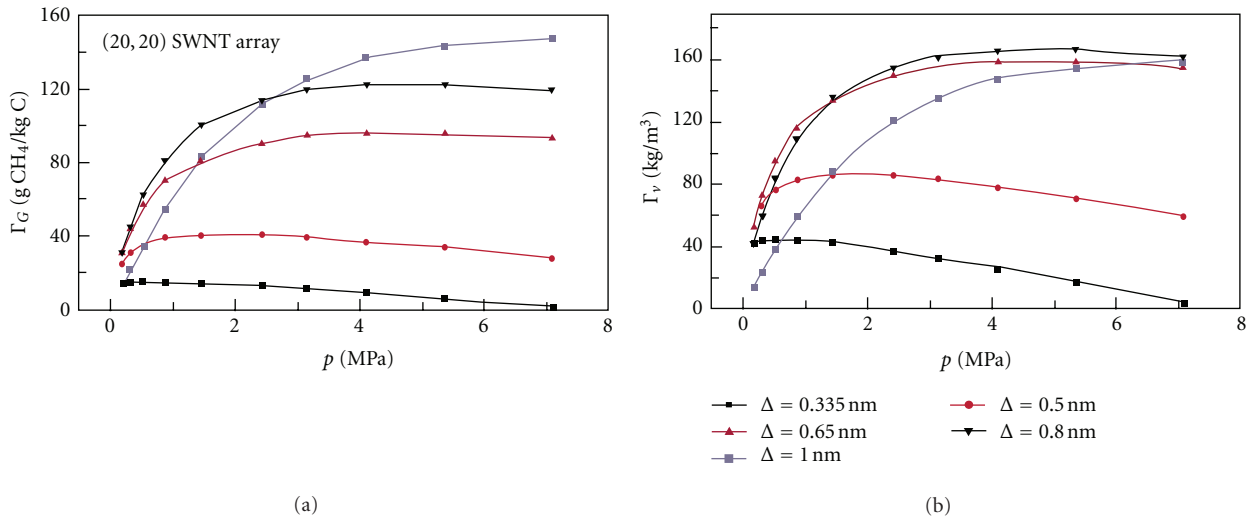 (20, 20) SWNT array
Γ_G (g CH₄/kg C)
160
120
80
40
0
0 2 4 6 8
p (MPa)
(a)
Γ_v (kg/m³)
160
120
80
40
0
0 2 4 6 8
p (MPa)
Δ = 0.335 nm
Δ = 0.5 nm
Δ = 0.65 nm
Δ = 0.8 nm
Δ = 1 nm
(b)